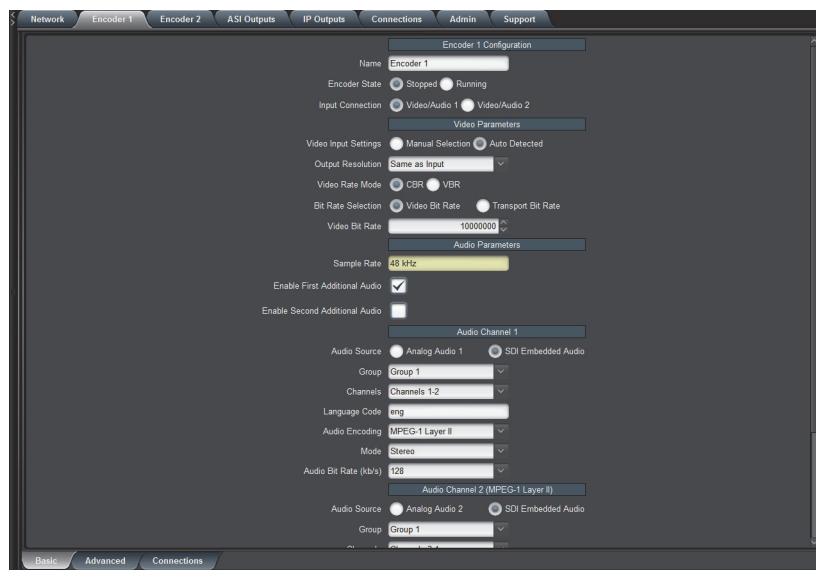 Network Encoder 1 Encoder 2 ASI Outputs IP Outputs Connections Admin Support
Encoder 1 Configuration
Name Encoder 1
Encoder State Stopped Running
Input Connection Video/Audio 1 Video/Audio 2
Video Parameters
Video Input Settings Manual Selection Auto Detected
Output Resolution Same as Input
Video Rate Mode CBR VBR
Bit Rate Selection Video Bit Rate Transport Bit Rate
Video Bit Rate 10000000
Audio Parameters
Sample Rate 48 kHz
Enable First Additional Audio
Enable Second Additional Audio
Audio Channel 1
Audio Source Analog Audio 1 SDI Embedded Audio
Group Group 1
Channels Channels 1-2
Language Code eng
Audio Encoding MPEG-1 Layer II
Mode Stereo
Audio Bit Rate (kb/s) 128
Audio Channel 2 (MPEG-1 Layer II)
Audio Source Analog Audio 2 SDI Embedded Audio
Group Group 1
Basic Advanced Connections